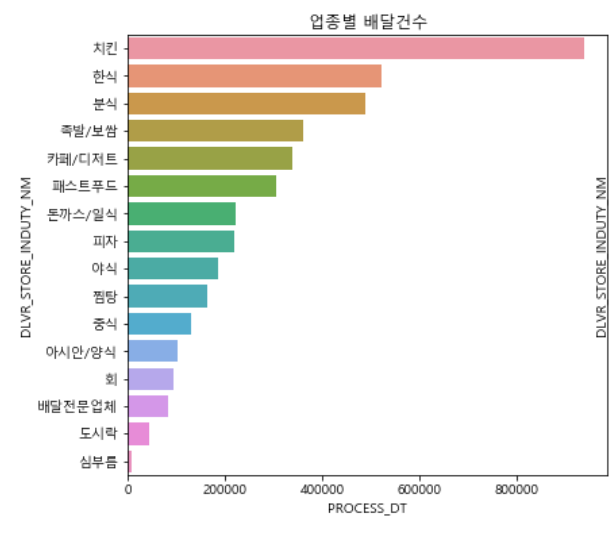 업종별 배달건수
DLVR_STORE_INDUTY_NM
치킨
한식
분식
족발/보쌈
카페/디저트
패스트푸드
돈까스/일식
피자
야식
찜탕
중식
아시안/양식
회
배달전문업체
도시락
심부름
DLVR_STORE_INDUTY_NM
0 200000 400000 600000 800000
PROCESS_DT